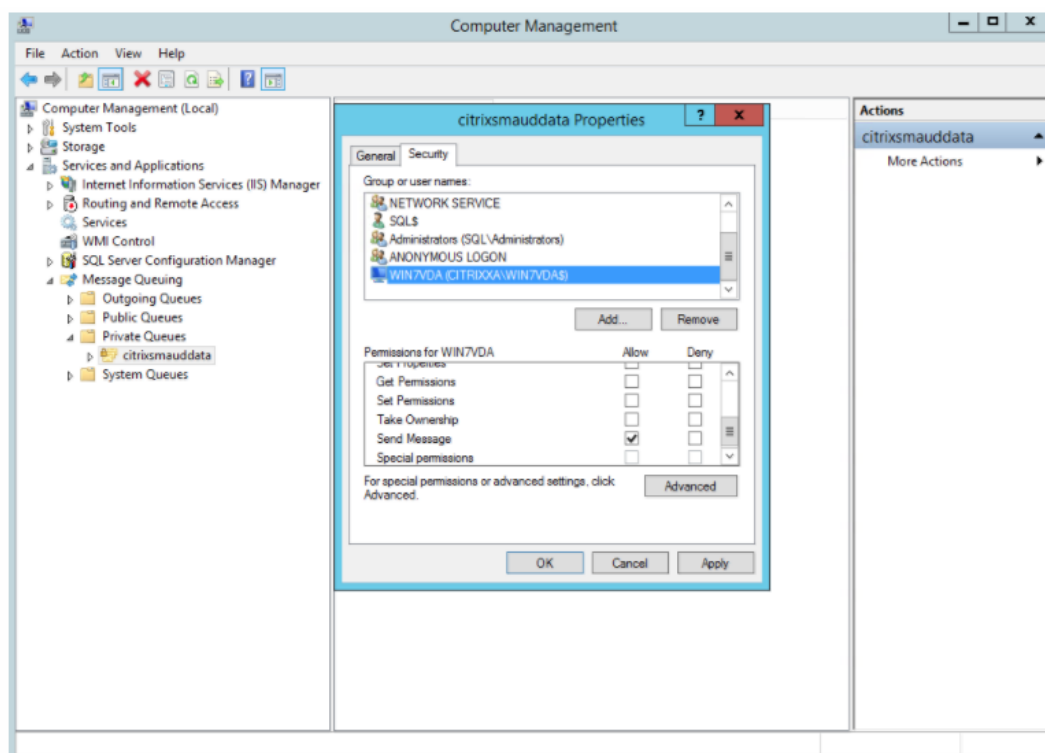 Computer Management
File Action View Help
Computer Management (Local)
System Tools
Storage
Services and Applications
Internet Information Services (IIS) Manager
Routing and Remote Access
Services
WMI Control
SQL Server Configuration Manager
Message Queuing
Outgoing Queues
Public Queues
Private Queues
citrixsmauddata
System Queues
citrixsmauddata Properties
? x
General Security
Group or user names:
NETWORK SERVICE
SQL$
Administrators (SQL\Administrators)
ANONYMOUS LOGON
WIN7VDA (CITRIXXA\WIN7VDA$)
Add... Remove
Permissions for WIN7VDA Allow Deny
Set Properties
Get Permissions
Set Permissions
Take Ownership
Send Message
Special permissions
For special permissions or advanced settings, click
Advanced.
Advanced
OK Cancel Apply
Actions
citrixsmauddata
More Actions